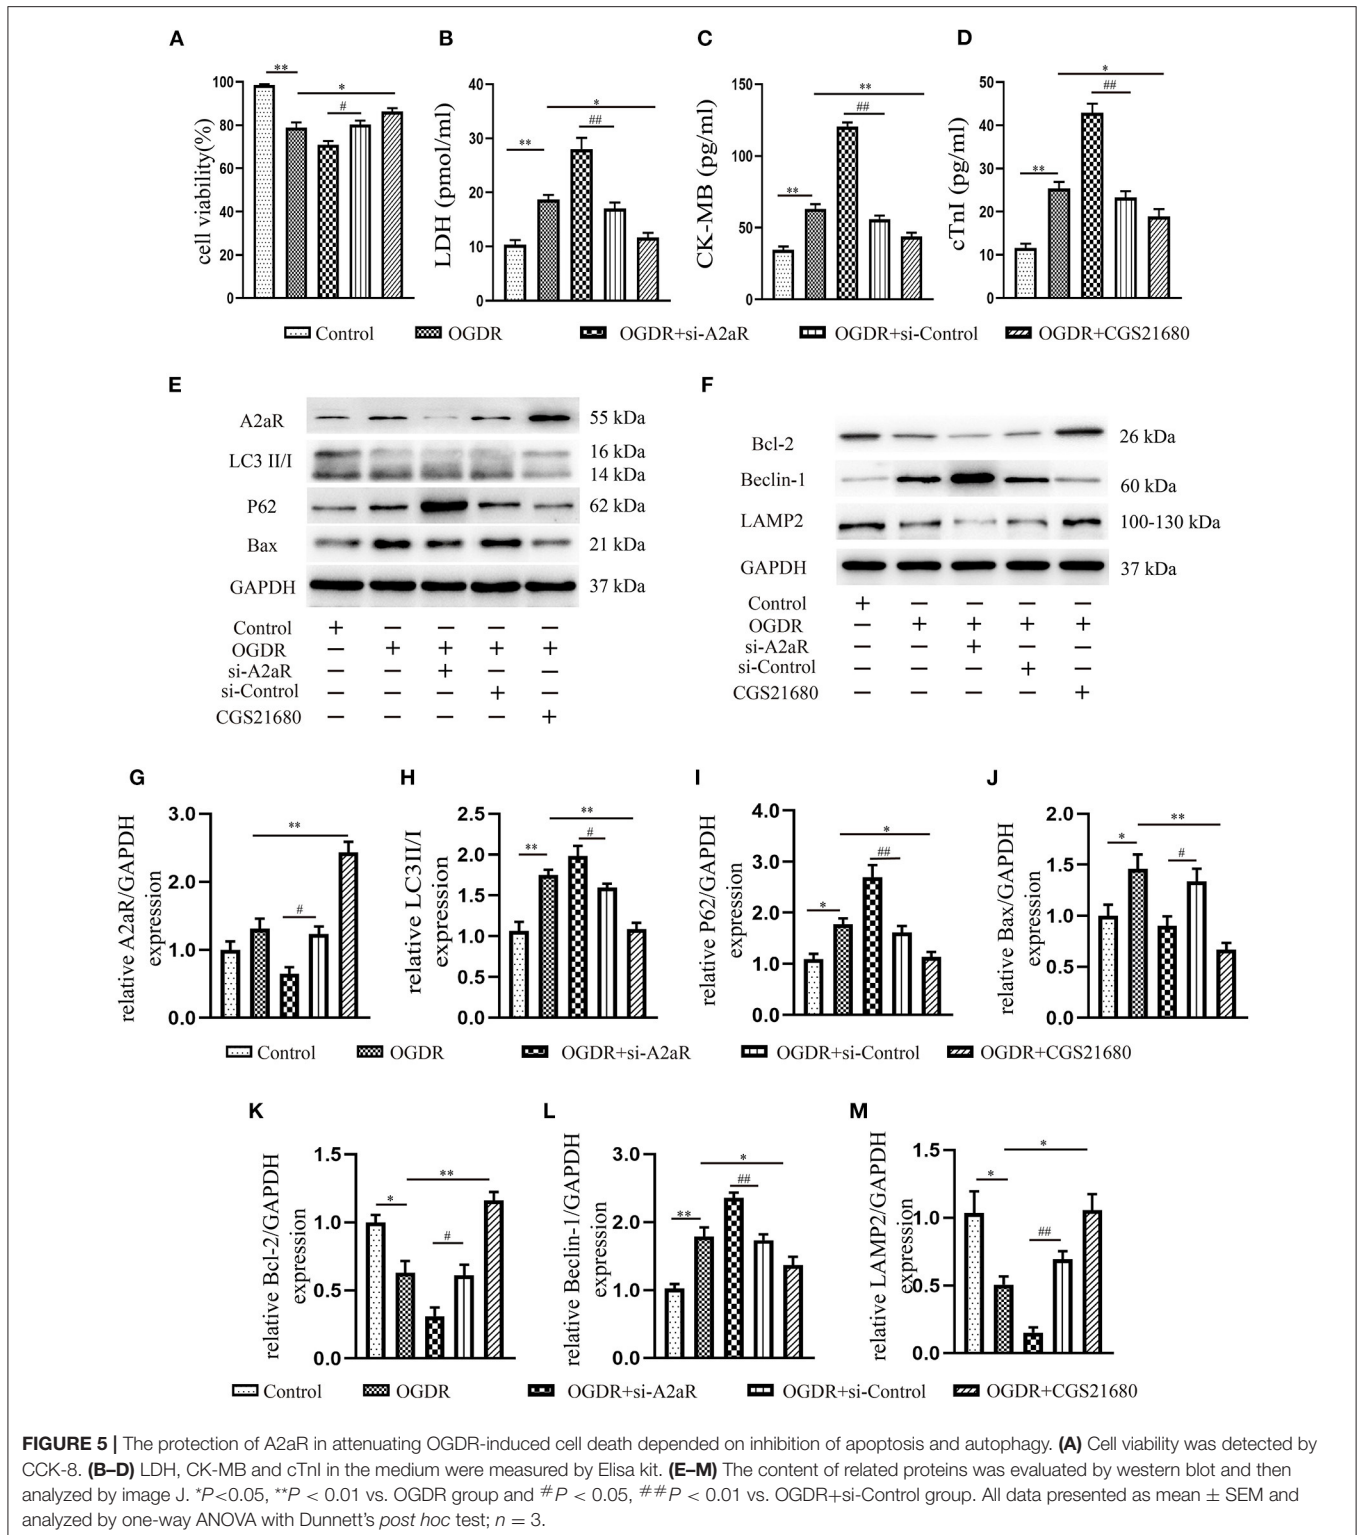 A
B
C
D
cell viability(%)
100
80
60
40
20
0
**
*
#
LDH (pmol/ml)
40
30
20
10
0
**
*
##
CK-MB (pg/ml)
150
100
50
0
**
**
##
cTnI (pg/ml)
50
40
30
20
10
0
**
*
##
Control OGDR OGDR+si-A2aR OGDR+si-Control OGDR+CGS21680
E
A2aR 55 kDa
LC3 II/I 16 kDa
14 kDa
P62 62 kDa
Bax 21 kDa
GAPDH 37 kDa
Control + − − − −
OGDR − + + + +
si-A2aR − − + − −
si-Control − − − + −
CGS21680 − − − − +
F
Bcl-2 26 kDa
Beclin-1 60 kDa
LAMP2 100-130 kDa
GAPDH 37 kDa
Control + − − − −
OGDR − + + + +
si-A2aR − − + − −
si-Control − − − + −
CGS21680 − − − − +
G
H
I
J
relative A2aR/GAPDH
expression
3.0
2.0
1.0
0.0
**
#
relative LC3II/I
expression
2.5
2.0
1.5
1.0
0.5
0.0
**
**
#
relative P62/GAPDH
expression
4.0
3.0
2.0
1.0
0.0
*
*
##
relative Bax/GAPDH
expression
2.0
1.5
1.0
0.5
0.0
*
**
#
Control OGDR OGDR+si-A2aR OGDR+si-Control OGDR+CGS21680
K
L
M
relative Bcl-2/GAPDH
expression
1.5
1.0
0.5
0.0
*
**
#
relative Beclin-1/GAPDH
expression
3.0
2.0
1.0
0.0
**
*
##
relative LAMP2/GAPDH
expression
1.5
1.0
0.5
0.0
*
*
##
Control OGDR OGDR+si-A2aR OGDR+si-Control OGDR+CGS21680
FIGURE 5 | The protection of A2aR in attenuating OGDR-induced cell death depended on inhibition of apoptosis and autophagy. (A) Cell viability was detected by
CCK-8. (B–D) LDH, CK-MB and cTnI in the medium were measured by Elisa kit. (E–M) The content of related proteins was evaluated by western blot and then
analyzed by image J. *P<0.05, **P < 0.01 vs. OGDR group and #P < 0.05, ##P < 0.01 vs. OGDR+si-Control group. All data presented as mean ± SEM and
analyzed by one-way ANOVA with Dunnett's post hoc test; n = 3.